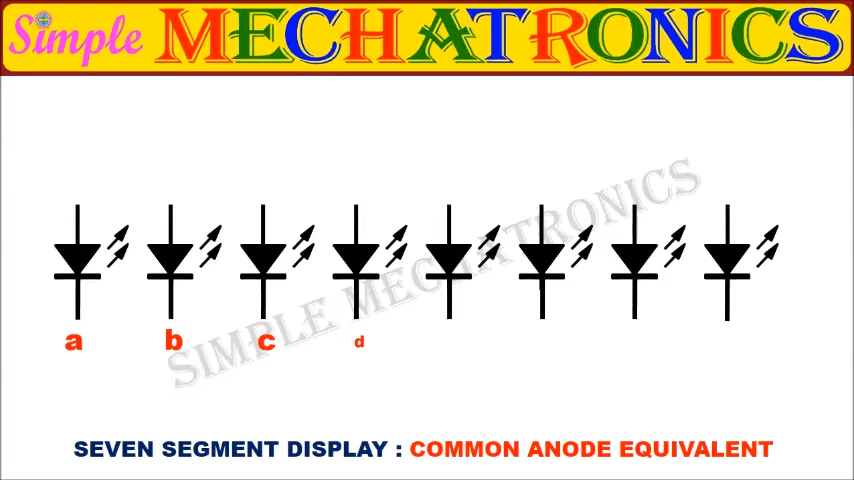 Simple MECHATRONICS
SIMPLE MECHATRONICS
a b c d
SEVEN SEGMENT DISPLAY : COMMON ANODE EQUIVALENT